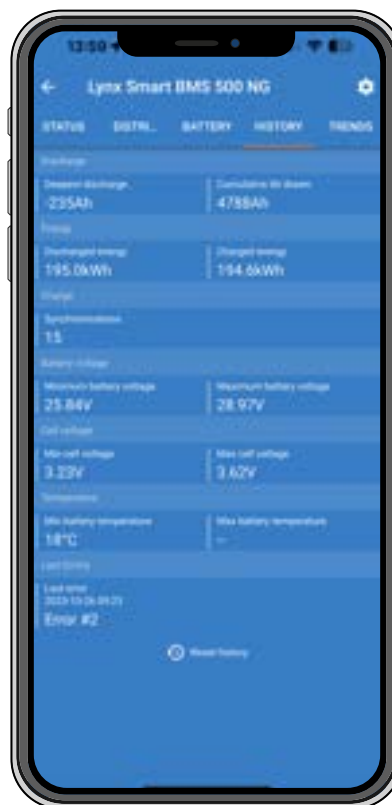 13:59
Lynx Smart BMS 500 NG
STATUS DISTRI... BATTERY HISTORY TRENDS
Discharge
Deepest discharge Cumulative Ah drawn
-235Ah 4788Ah
Energy
Discharged energy Charged energy
195.0kWh 194.6kWh
Charge
Synchronisations
15
Battery voltage
Minimum battery voltage Maximum battery voltage
25.84V 28.97V
Cell voltage
Min cell voltage Max cell voltage
3.23V 3.62V
Temperature
Min battery temperature Max battery temperature
18°C --
Last Errors
Last error
Error #2
Reset history